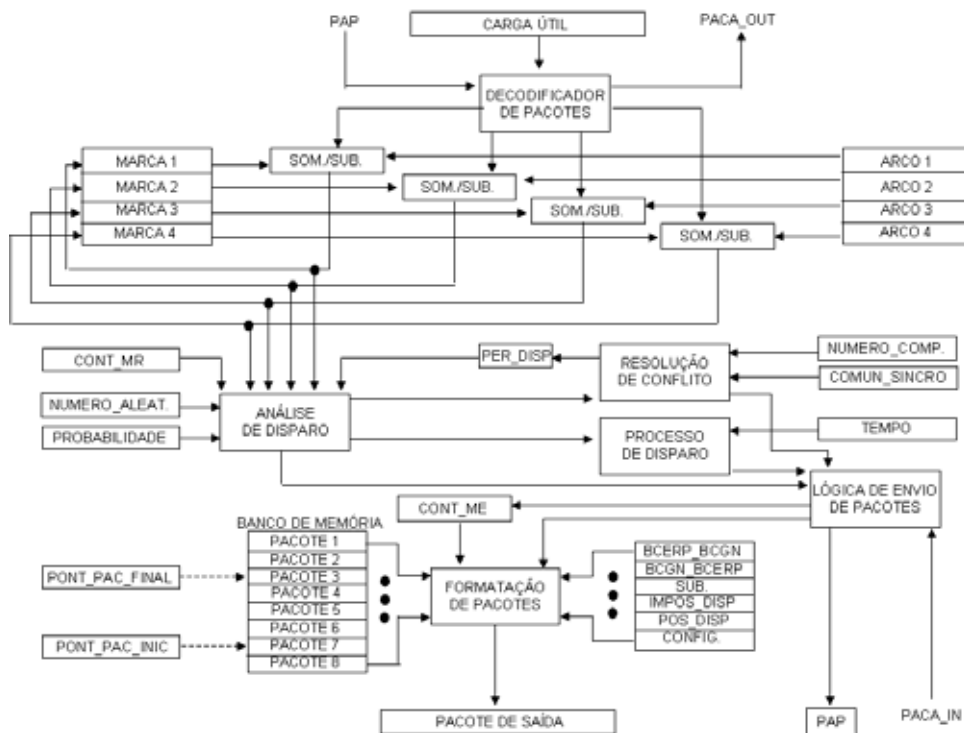 PAP
CARGA ÚTIL
PACA_OUT
DECODIFICADOR
DE PACOTES
MARCA 1
MARCA 2
MARCA 3
MARCA 4
SOM./SUB.
SOM./SUB.
SOM./SUB.
SOM./SUB.
ARCO 1
ARCO 2
ARCO 3
ARCO 4
CONT_MR
NUMERO_ALEAT.
PROBABILIDADE
ANÁLISE
DE DISPARO
PER_DISP
RESOLUÇÃO
DE CONFLITO
NUMERO_COMP.
COMUN_SINCRO
PROCESSO
DE DISPARO
TEMPO
LÓGICA DE ENVIO
DE PACOTES
CONT_ME
BANCO DE MEMÓRIA
PACOTE 1
PACOTE 2
PACOTE 3
PACOTE 4
PACOTE 5
PACOTE 6
PACOTE 7
PACOTE 8
PONT_PAC_FINAL
PONT_PAC_INIC
FORMATAÇÃO
DE PACOTES
BCERP_BCGN
BCGN_BCERP
SUB.
IMPOS_DISP
POS_DISP
CONFIG.
PACOTE DE SAÍDA
PAP
PACA_IN